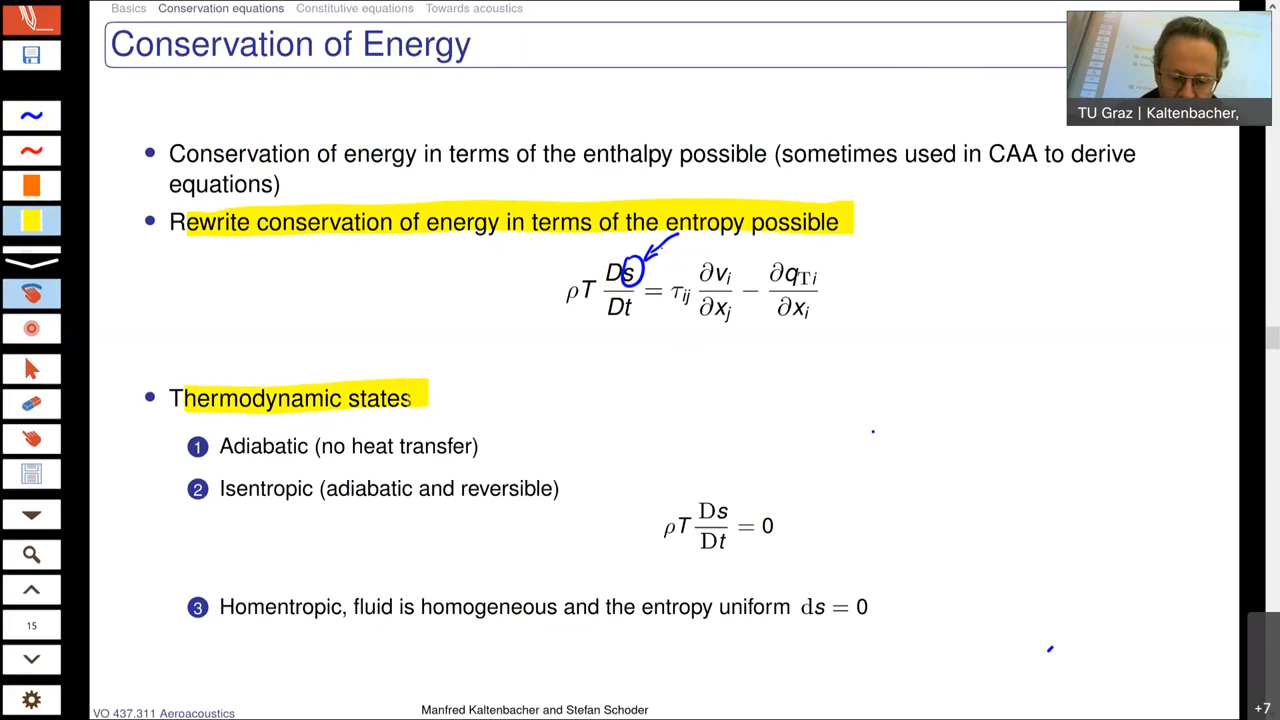 Basics Conservation equations Constitutive equations Towards acoustics
Conservation of Energy
TU Graz | Kaltenbacher,
• Conservation of energy in terms of the enthalpy possible (sometimes used in CAA to derive
equations)
• Rewrite conservation of energy in terms of the entropy possible
ρT Ds/Dt = τij ∂vi/∂xj − ∂qTi/∂xi
• Thermodynamic states
1 Adiabatic (no heat transfer)
2 Isentropic (adiabatic and reversible)
ρT Ds/Dt = 0
3 Homentropic, fluid is homogeneous and the entropy uniform ds = 0
15
VO 437.311 Aeroacoustics Manfred Kaltenbacher and Stefan Schoder
+7